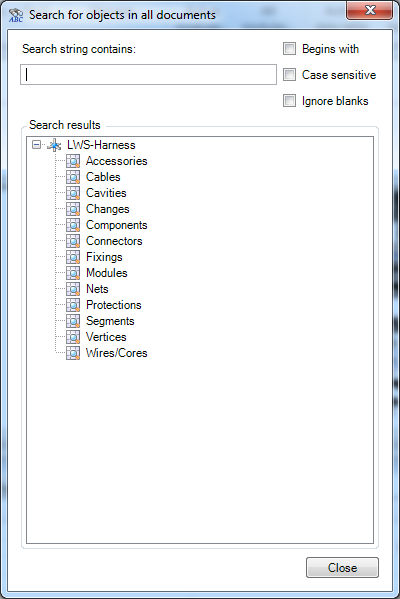 ABC Search for objects in all documents
Search string contains:
Begins with
Case sensitive
Ignore blanks
Search results
LWS-Harness
Accessories
Cables
Cavities
Changes
Components
Connectors
Fixings
Modules
Nets
Protections
Segments
Vertices
Wires/Cores
Close